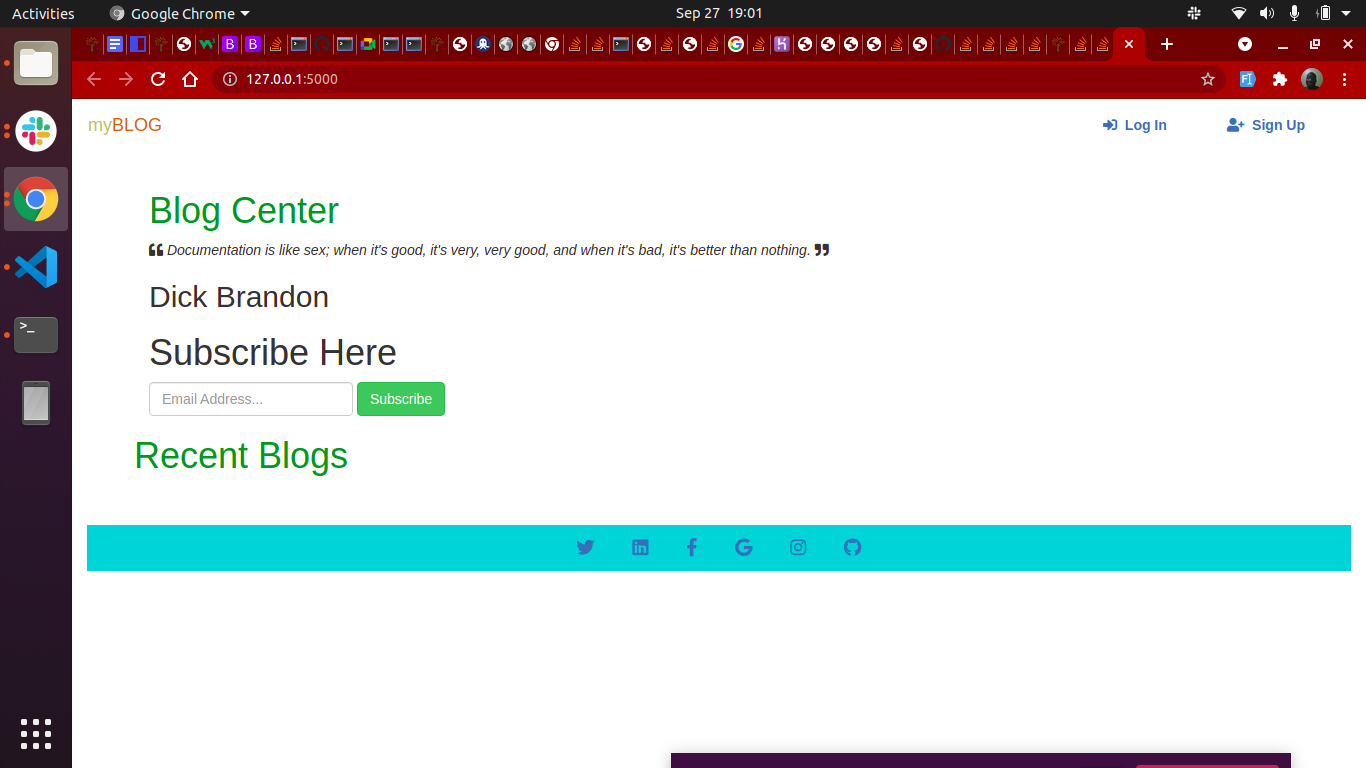 Activities
Google Chrome
Sep 27 19:01
127.0.0.1:5000
myBLOG
Log In
Sign Up
Blog Center
Documentation is like sex; when it's good, it's very, very good, and when it's bad, it's better than nothing.
Dick Brandon
Subscribe Here
Email Address...
Subscribe
Recent Blogs